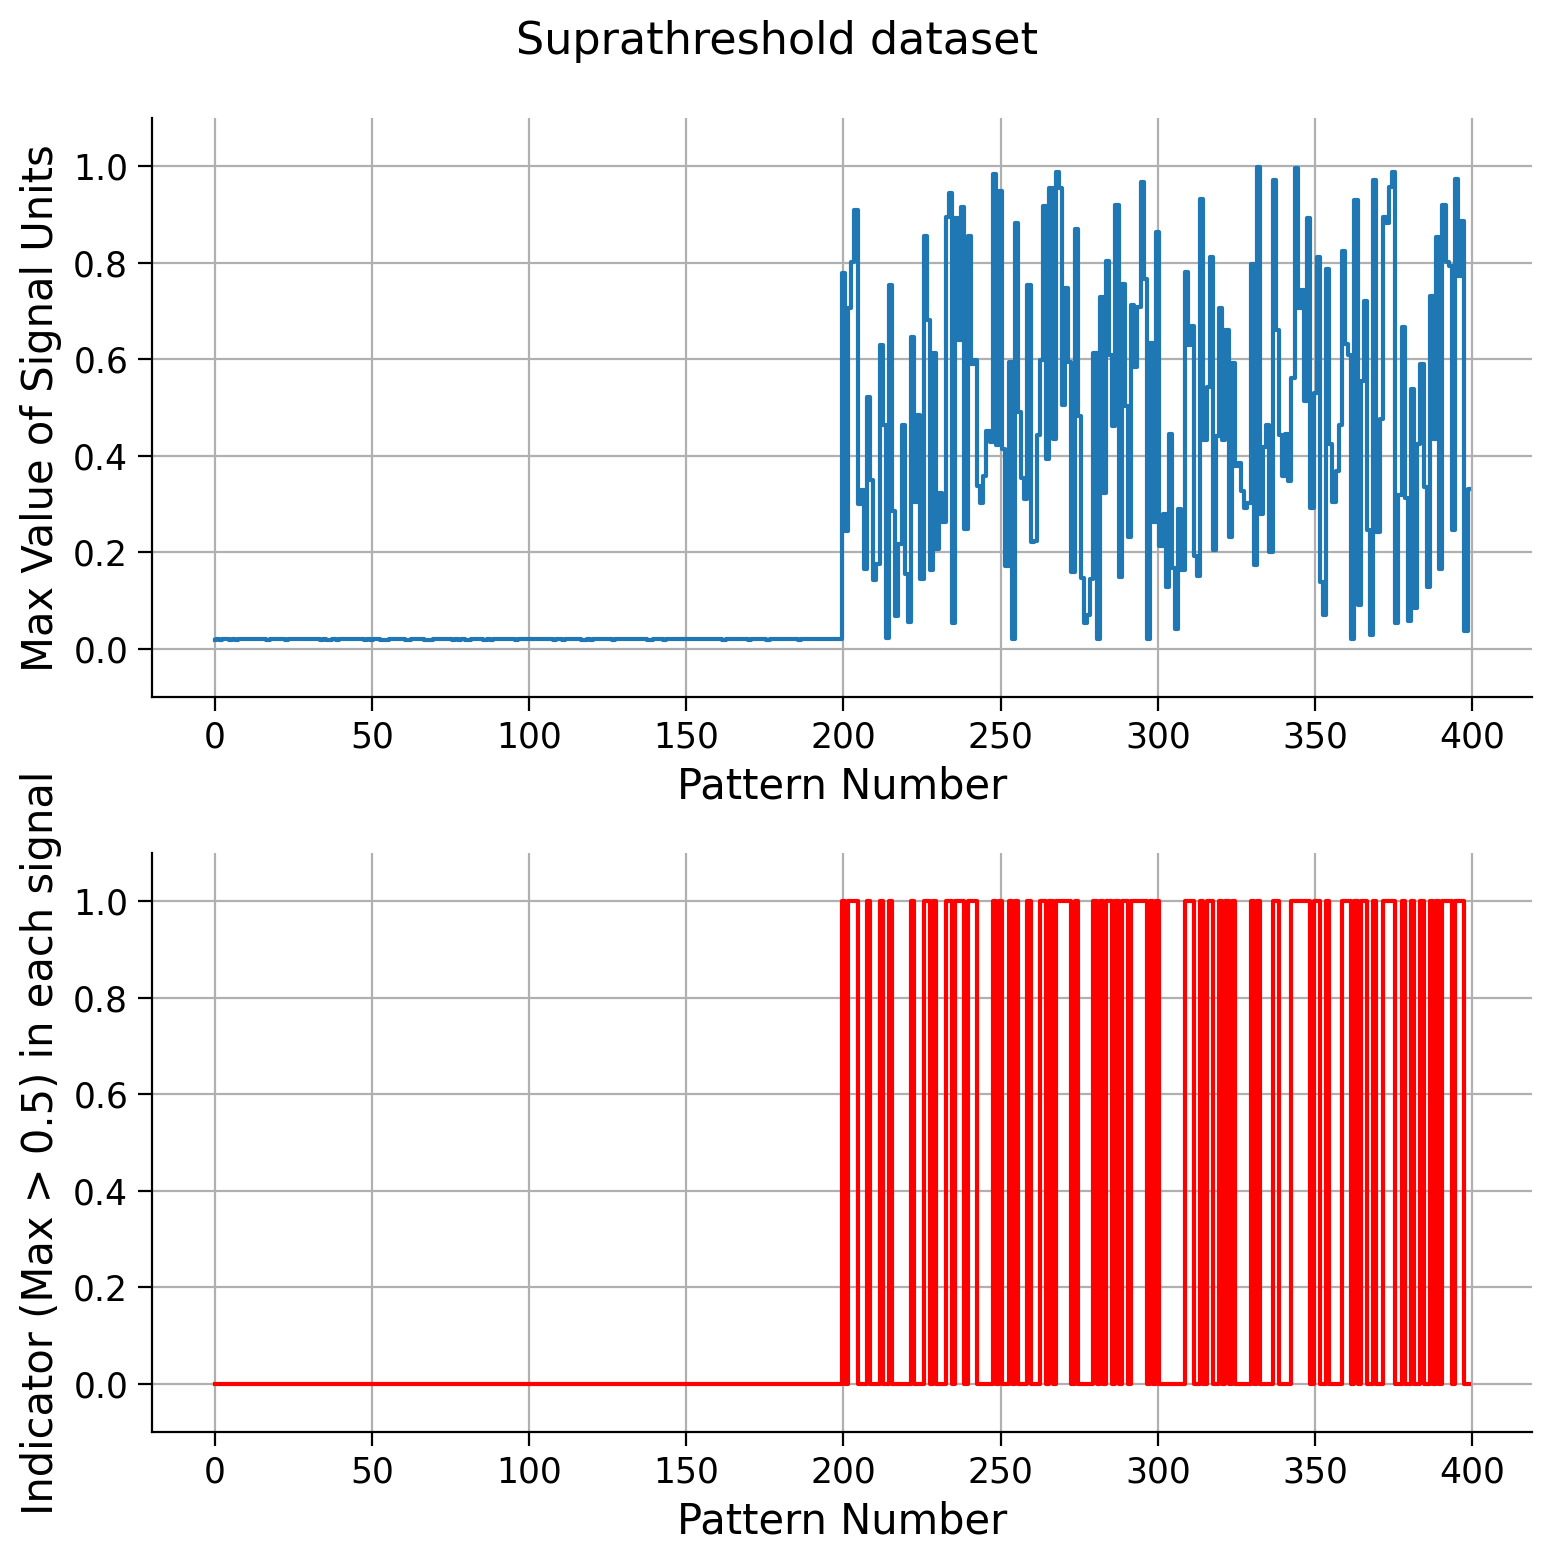 Suprathreshold dataset
Max Value of Signal Units
1.0
0.8
0.6
0.4
0.2
0.0
0 50 100 150 200 250 300 350 400
Pattern Number
Indicator (Max > 0.5) in each signal
1.0
0.8
0.6
0.4
0.2
0.0
0 50 100 150 200 250 300 350 400
Pattern Number